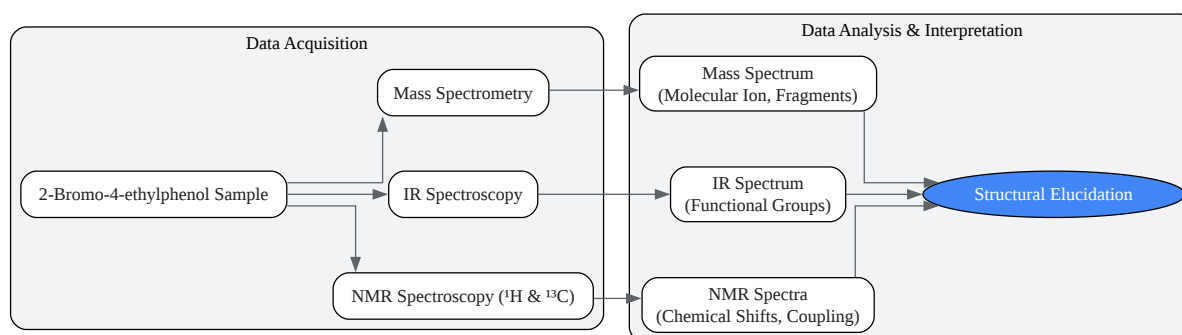 Data Acquisition
Mass Spectrometry
2-Bromo-4-ethylphenol Sample
IR Spectroscopy
NMR Spectroscopy (¹H & ¹³C)
Data Analysis & Interpretation
Mass Spectrum
(Molecular Ion, Fragments)
IR Spectrum
(Functional Groups)
Structural Elucidation
NMR Spectra
(Chemical Shifts, Coupling)